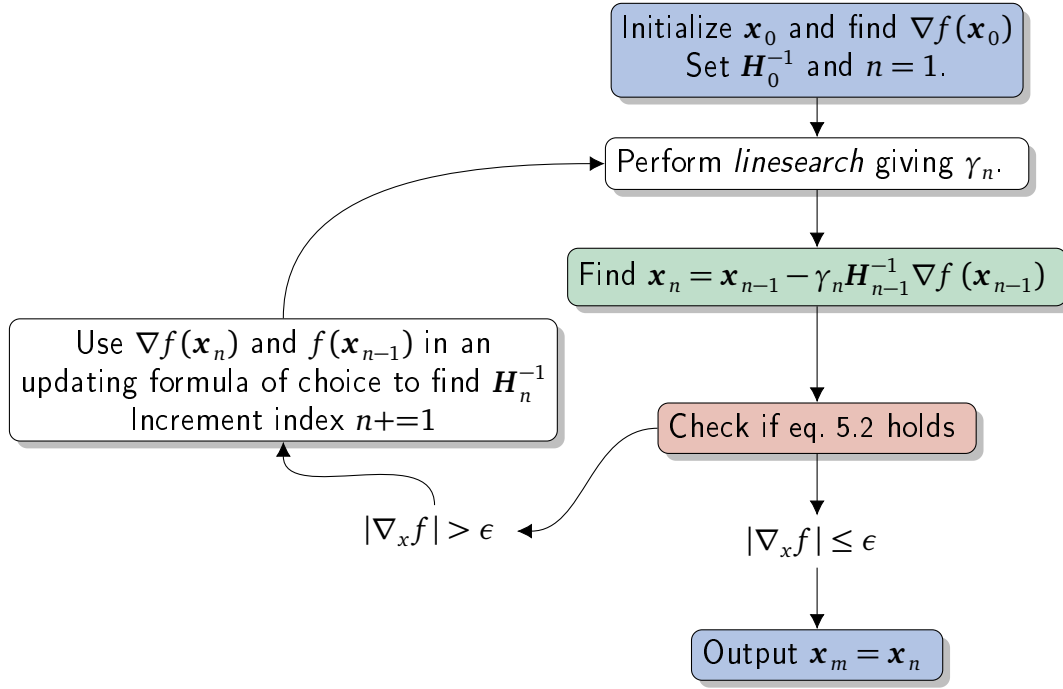 Initialize 𝒙₀ and find ∇f(𝒙₀)
Set 𝑯₀⁻¹ and n = 1.
Perform linesearch giving γₙ.
Find 𝒙ₙ = 𝒙ₙ₋₁ − γₙ𝑯ₙ₋₁⁻¹∇f (𝒙ₙ₋₁)
Use ∇f(𝒙ₙ) and f(𝒙ₙ₋₁) in an
updating formula of choice to find 𝑯ₙ⁻¹
Increment index n+=1
Check if eq. 5.2 holds
|∇ₓf| > ϵ
|∇ₓf| ≤ ϵ
Output 𝒙ₘ = 𝒙ₙ